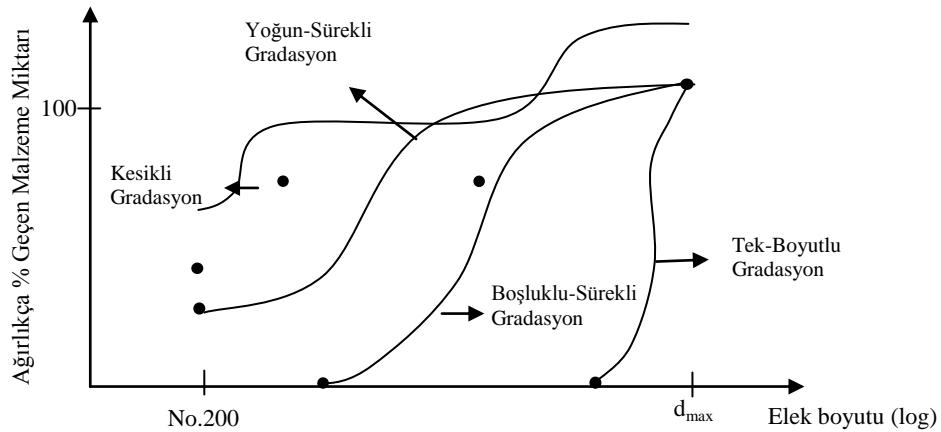 Yoğun-Sürekli
Gradasyon
100
Kesikli
Gradasyon
Tek-Boyutlu
Gradasyon
Boşluklu-Sürekli
Gradasyon
Ağırlıkça % Geçen Malzeme Miktarı
No.200
dmax
Elek boyutu (log)